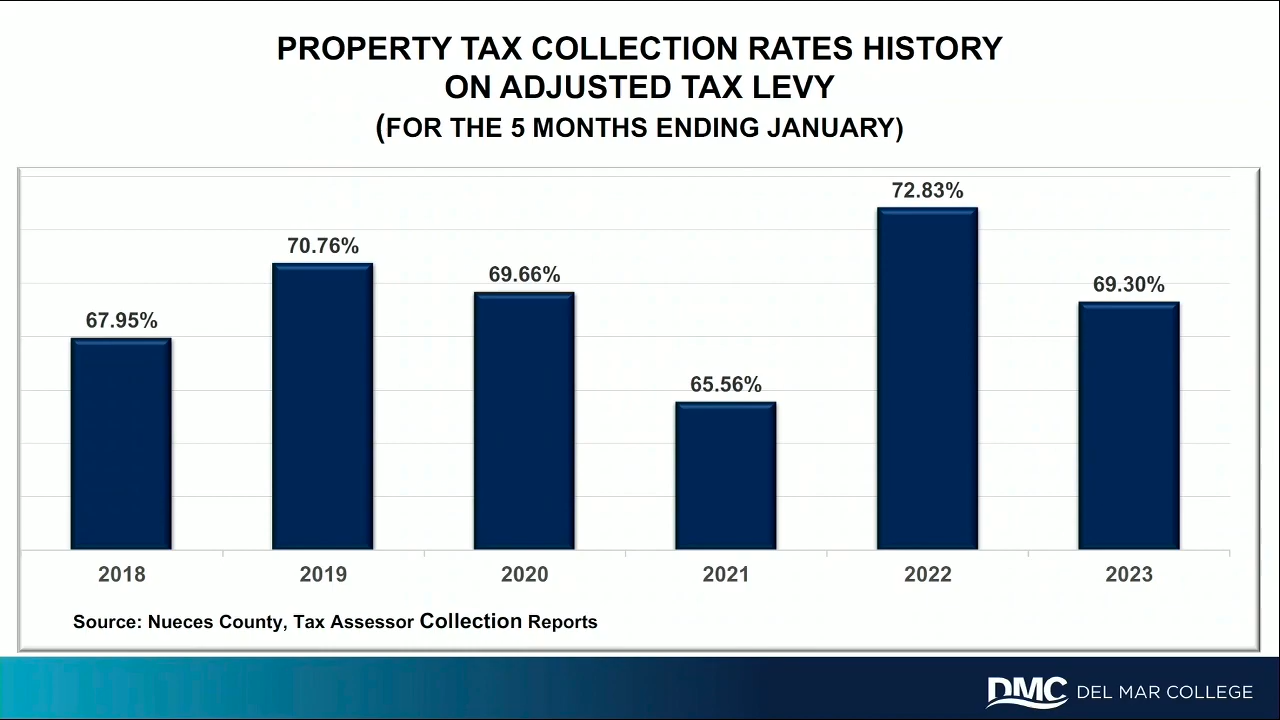 PROPERTY TAX COLLECTION RATES HISTORY
ON ADJUSTED TAX LEVY
(FOR THE 5 MONTHS ENDING JANUARY)
67.95%
70.76%
69.66%
65.56%
72.83%
69.30%
2018
2019
2020
2021
2022
2023
Source: Nueces County, Tax Assessor Collection Reports
DMC DEL MAR COLLEGE